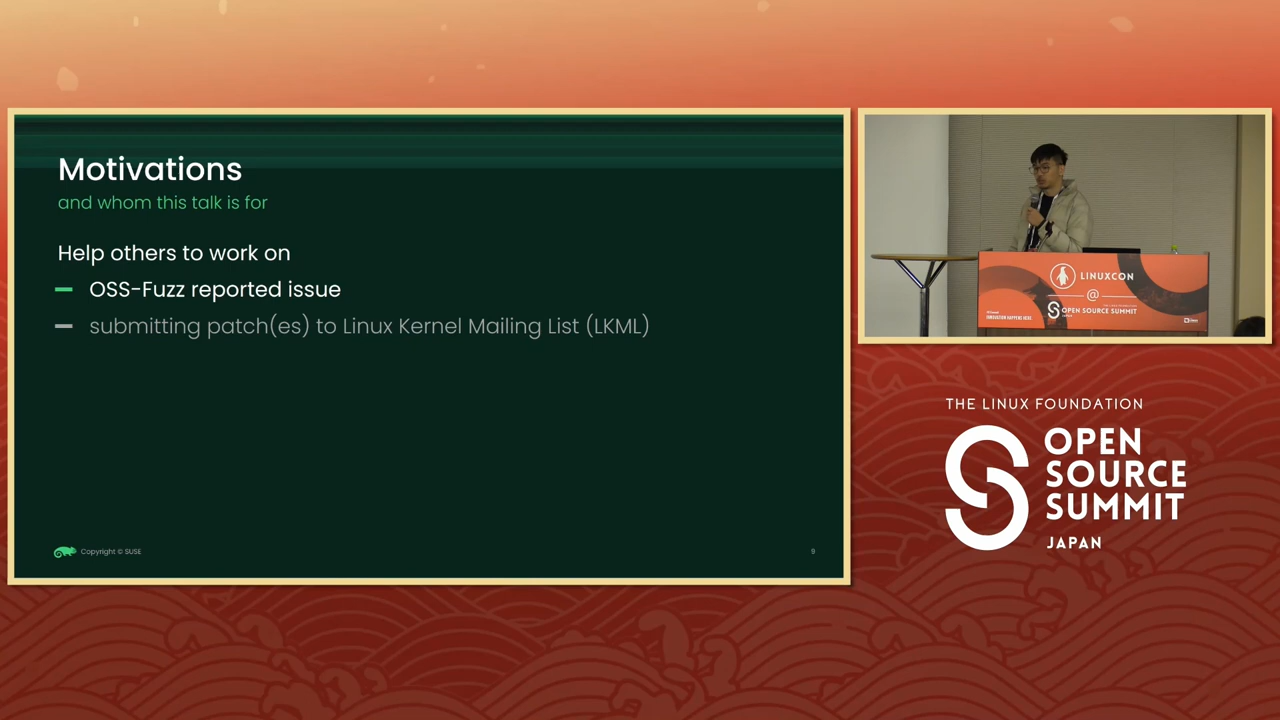 Motivations
and whom this talk is for
Help others to work on
OSS-Fuzz reported issue
submitting patch(es) to Linux Kernel Mailing List (LKML)
Copyright © SUSE
9
LINUXCON
@
OPEN SOURCE SUMMIT
THE LINUX FOUNDATION
OPEN
SOURCE
SUMMIT
JAPAN